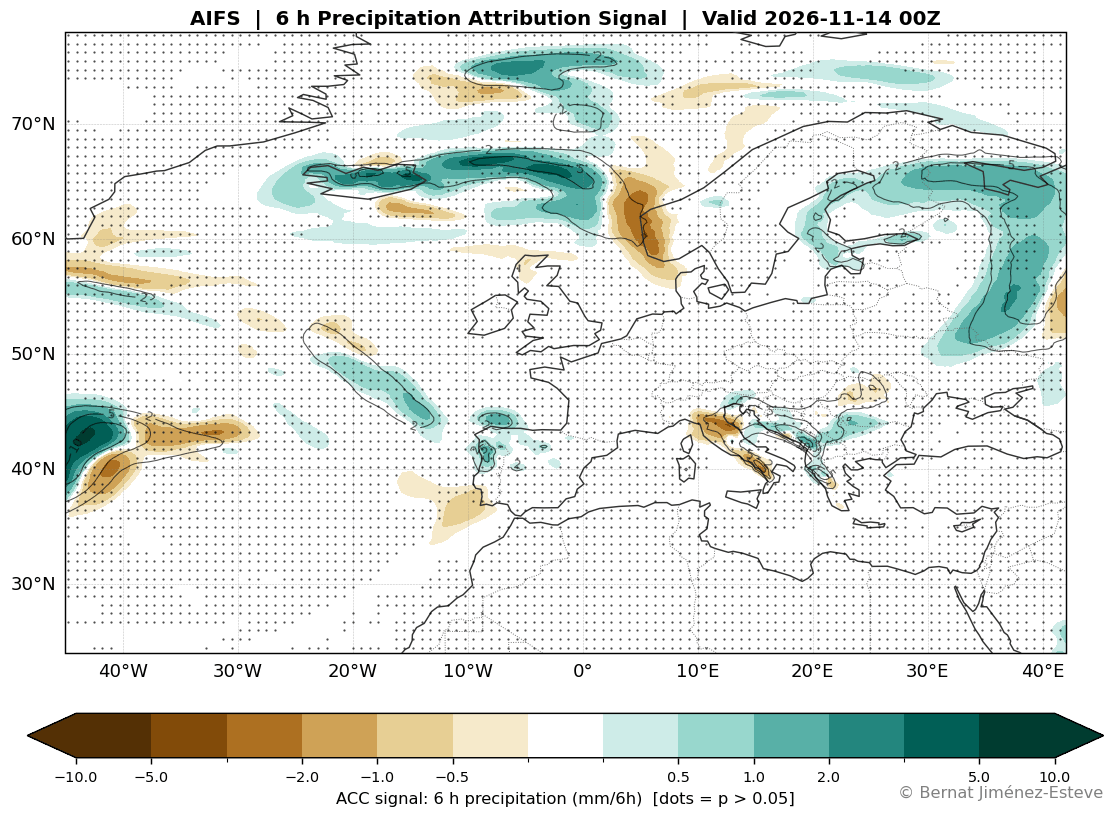 AIFS | 6 h Precipitation Attribution Signal | Valid 2026-11-14 00Z
70°N
60°N
50°N
40°N
30°N
40°W 30°W 20°W 10°W 0° 10°E 20°E 30°E 40°E
−10.0 −5.0 −2.0 −1.0 −0.5 0.5 1.0 2.0 5.0 10.0
ACC signal: 6 h precipitation (mm/6h) [dots = p > 0.05]
© Bernat Jiménez-Esteve